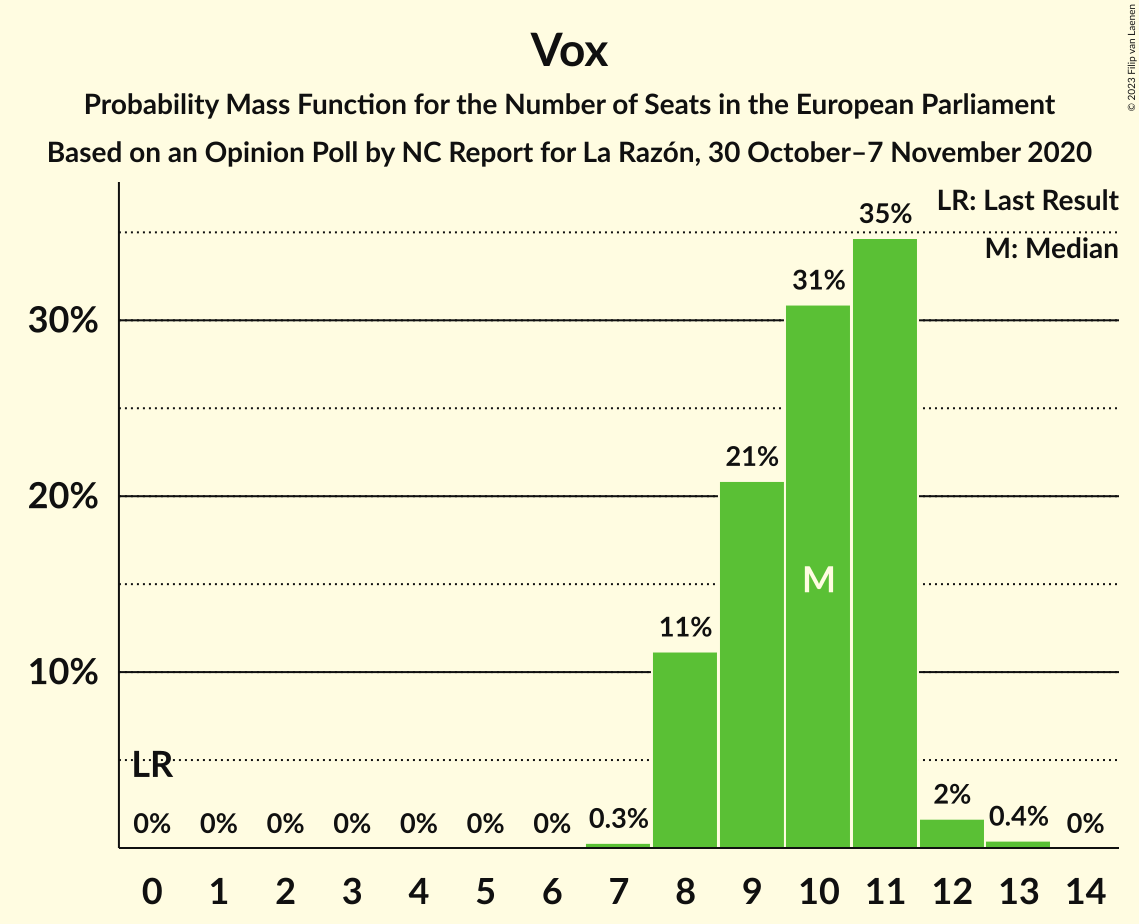 Vox
Probability Mass Function for the Number of Seats in the European Parliament
Based on an Opinion Poll by NC Report for La Razón, 30 October–7 November 2020
© 2023 Filip van Laenen
LR: Last Result
M: Median
30%
20%
10%
LR
M
0% 0% 0% 0% 0% 0% 0% 0.3% 11% 21% 31% 35% 2% 0.4% 0%
0 1 2 3 4 5 6 7 8 9 10 11 12 13 14